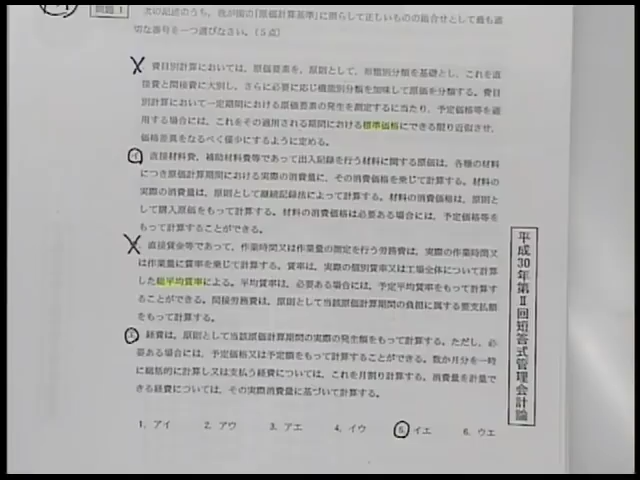 問題1
次の記述のうち、我が国の「原価計算基準」に照らして正しいものの組合せとして最も適
切な番号を一つ選びなさい。(5点)
費目別計算においては、原価要素を、原則として、形態別分類を基礎とし、これを直
接費と間接費に大別し、さらに必要に応じ機能別分類を加味して原価を分類する。費目
別計算において一定期間における原価要素の発生を測定するに当たり、予定価格等を適
用する場合には、これをその適用される期間における標準価格にできる限り近似させ、
価格差異をなるべく僅少にするように定める。
イ 直接材料費、補助材料費等であって出入記録を行う材料に関する原価は、各種の材料
につき原価計算期間における実際の消費量に、その消費価格を乗じて計算する。材料の
実際の消費量は、原則として継続記録法によって計算する。材料の消費価格は、原則と
して購入原価をもって計算する。材料の消費価格は必要ある場合には、予定価格等を
もって計算することができる。
直接賃金等であって、作業時間又は作業量の測定を行う労務費は、実際の作業時間又
は作業量に賃率を乗じて計算する。賃率は、実際の個別賃率又は工場全体について計算
した総平均賃率による。平均賃率は、必要ある場合には、予定平均賃率をもって計算す
ることができる。間接労務費は、原則として当該原価計算期間の負担に属する要支払額
をもって計算する。
エ 経費は、原則として当該原価計算期間の実際の発生額をもって計算する。ただし、必
要ある場合には、予定価格又は予定額をもって計算することができる。数か月分を一時
に総括的に計算し又は支払う経費については、これを月割り計算する。消費量を計量で
きる経費については、その実際消費量に基づいて計算する。
1. アイ 2. アウ 3. アエ 4. イウ 5. イエ 6. ウエ
平成30年第Ⅱ回短答式管理会計論